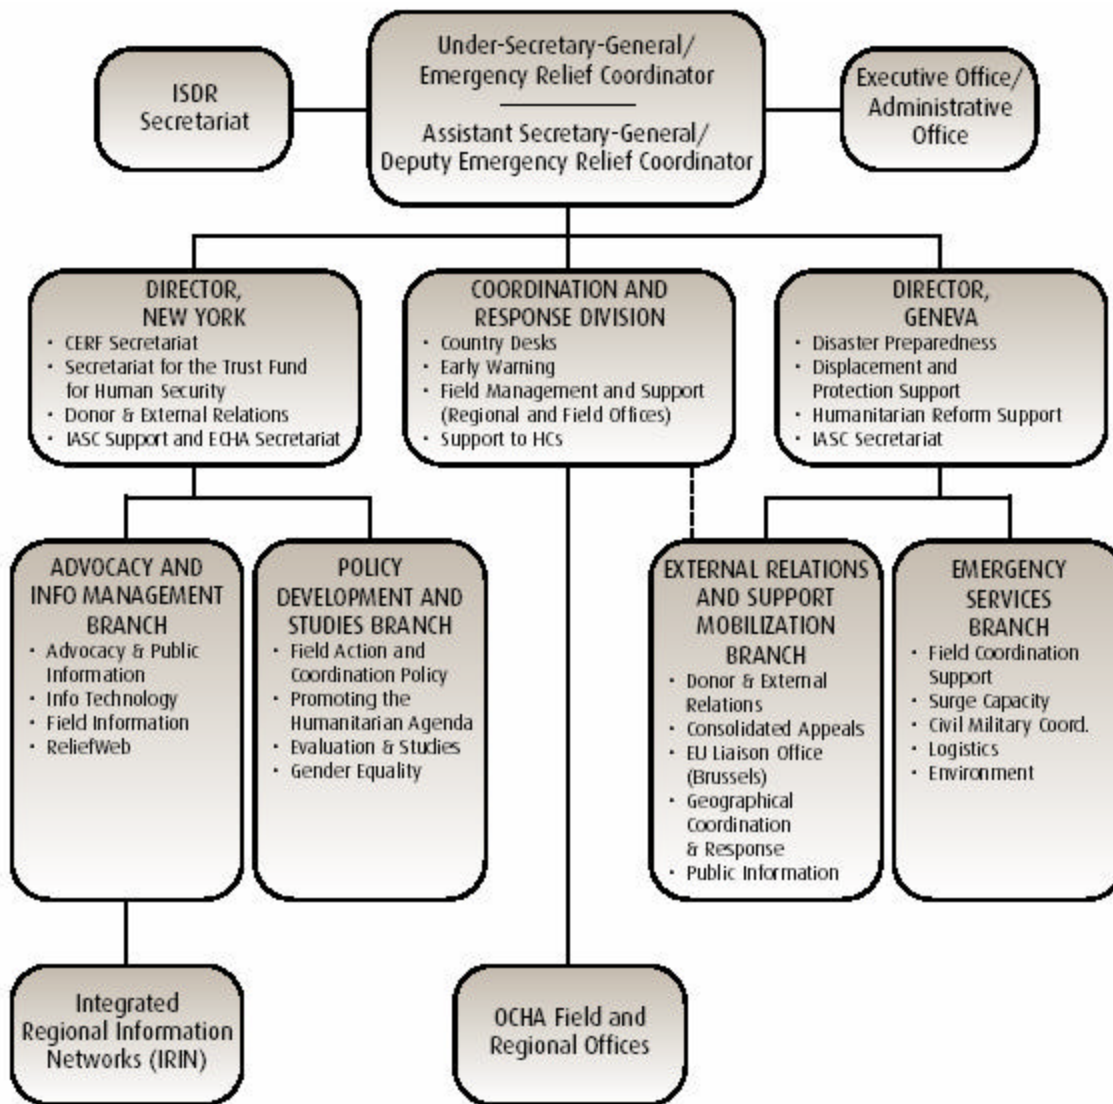 ISDR
Secretariat
Under-Secretary-General/
Emergency Relief Coordinator
Assistant Secretary-General/
Deputy Emergency Relief Coordinator
Executive Office/
Administrative
Office
DIRECTOR,
NEW YORK
· CERF Secretariat
· Secretariat for the Trust Fund
for Human Security
· Donor & External Relations
· IASC Support and ECHA Secretariat
COORDINATION AND
RESPONSE DIVISION
· Country Desks
· Early Warning
· Field Management and Support
(Regional and Field Offices)
· Support to HCs
DIRECTOR,
GENEVA
· Disaster Preparedness
· Displacement and
Protection Support
· Humanitarian Reform Support
· IASC Secretariat
ADVOCACY AND
INFO MANAGEMENT
BRANCH
· Advocacy & Public
Information
· Info Technology
· Field Information
· ReliefWeb
POLICY
DEVELOPMENT AND
STUDIES BRANCH
· Field Action and
Coordination Policy
· Promoting the
Humanitarian Agenda
· Evaluation & Studies
· Gender Equality
EXTERNAL RELATIONS
AND SUPPORT
MOBILIZATION
BRANCH
· Donor & External
Relations
· Consolidated Appeals
· EU Liaison Office
(Brussels)
· Geographical
Coordination
& Response
· Public Information
EMERGENCY
SERVICES
BRANCH
· Field Coordination
Support
· Surge Capacity
· Civil Military Coord.
· Logistics
· Environment
Integrated
Regional Information
Networks (IRIN)
OCHA Field and
Regional Offices